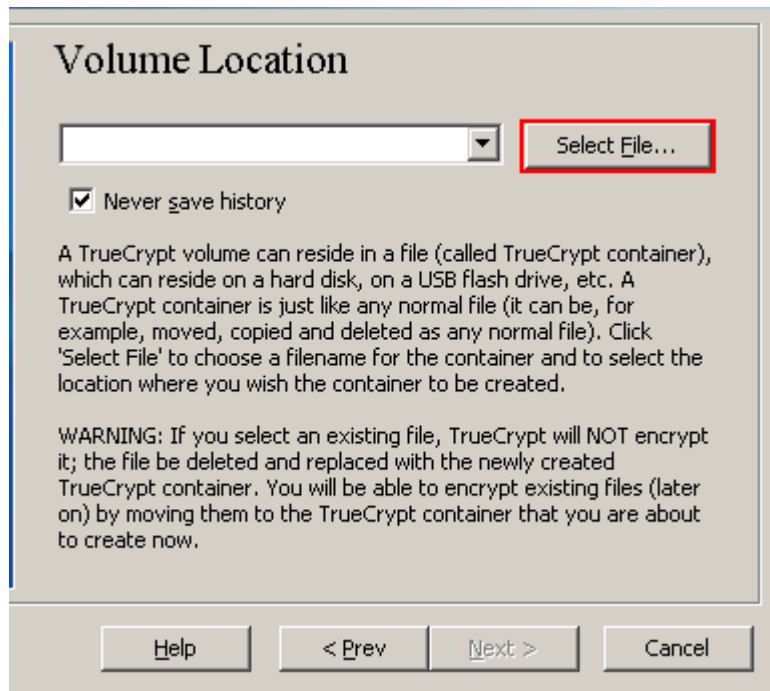 Volume Location
Select File...
Never save history
A TrueCrypt volume can reside in a file (called TrueCrypt container),
which can reside on a hard disk, on a USB flash drive, etc. A
TrueCrypt container is just like any normal file (it can be, for
example, moved, copied and deleted as any normal file). Click
'Select File' to choose a filename for the container and to select the
location where you wish the container to be created.
WARNING: If you select an existing file, TrueCrypt will NOT encrypt
it; the file be deleted and replaced with the newly created
TrueCrypt container. You will be able to encrypt existing files (later
on) by moving them to the TrueCrypt container that you are about
to create now.
Help < Prev Next > Cancel